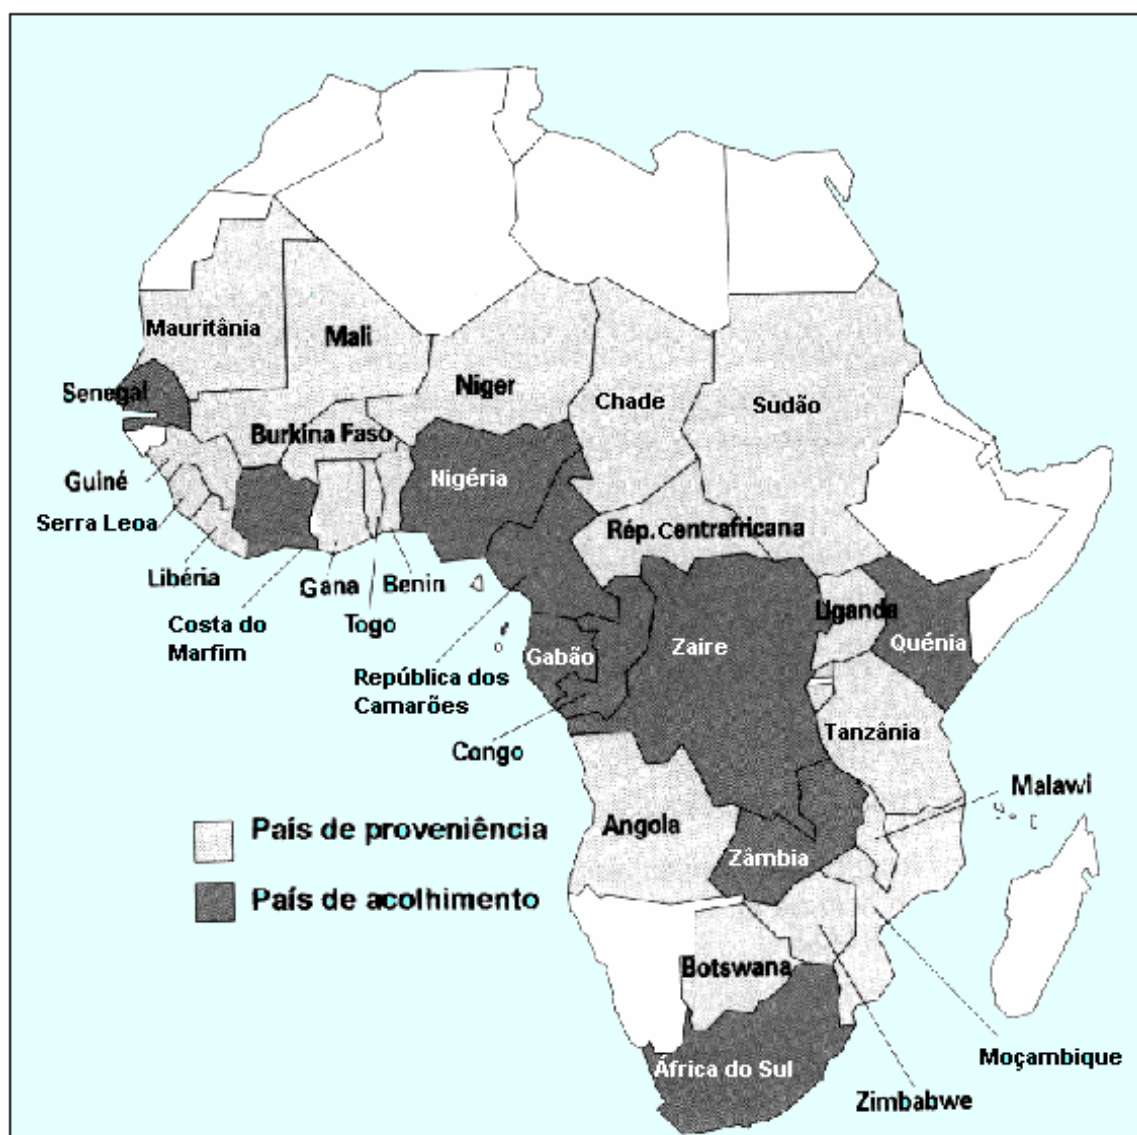 Mauritânia
Mali
Niger
Chade
Sudão
Senegal
Burkina Faso
Nigéria
Guiné
Serra Leoa
Rép. Centrafricana
Libéria
Gana
Benin
Togo
Costa do
Marfim
Uganda
Quénia
Gabão
Zaire
República dos
Camarões
Congo
Tanzânia
Malawi
Angola
Zâmbia
País de proveniência
País de acolhimento
Botswana
África do Sul
Moçambique
Zimbabwe